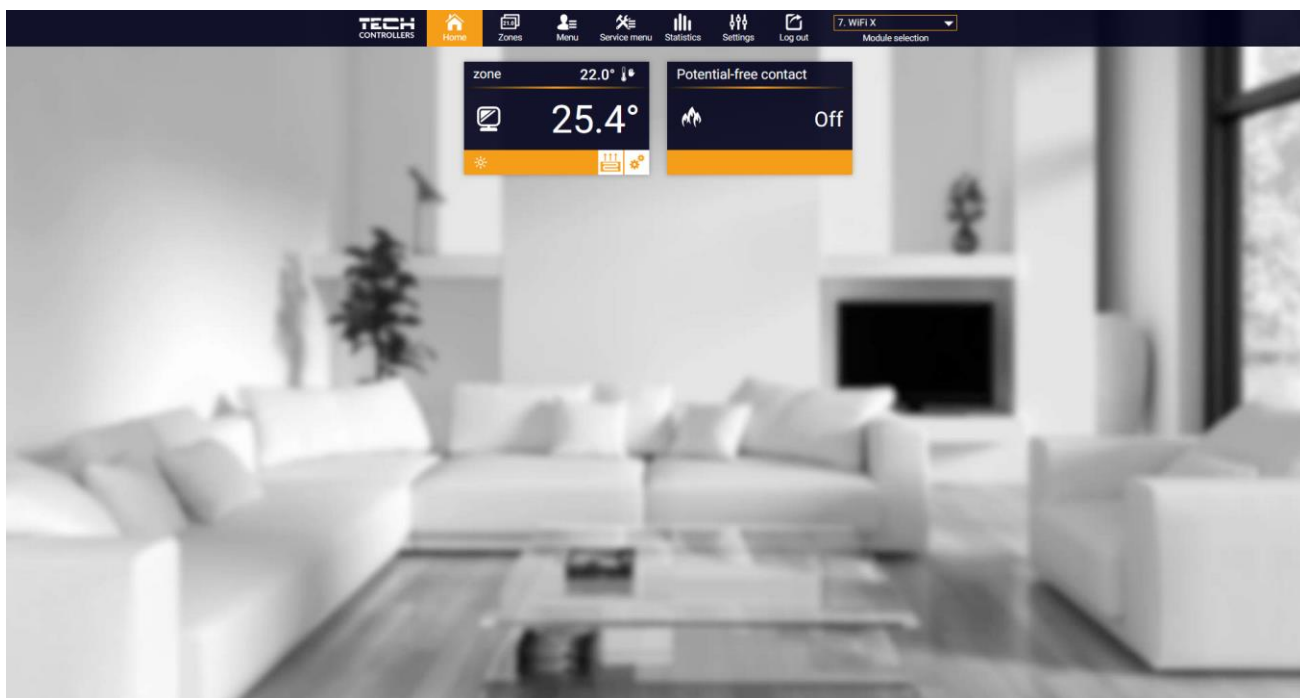 TECH
CONTROLLERS
Home
Zones
Menu
Service menu
Statistics
Settings
Log out
7. WiFi X
Module selection
zone 22.0°
25.4°
Potential-free contact
Off